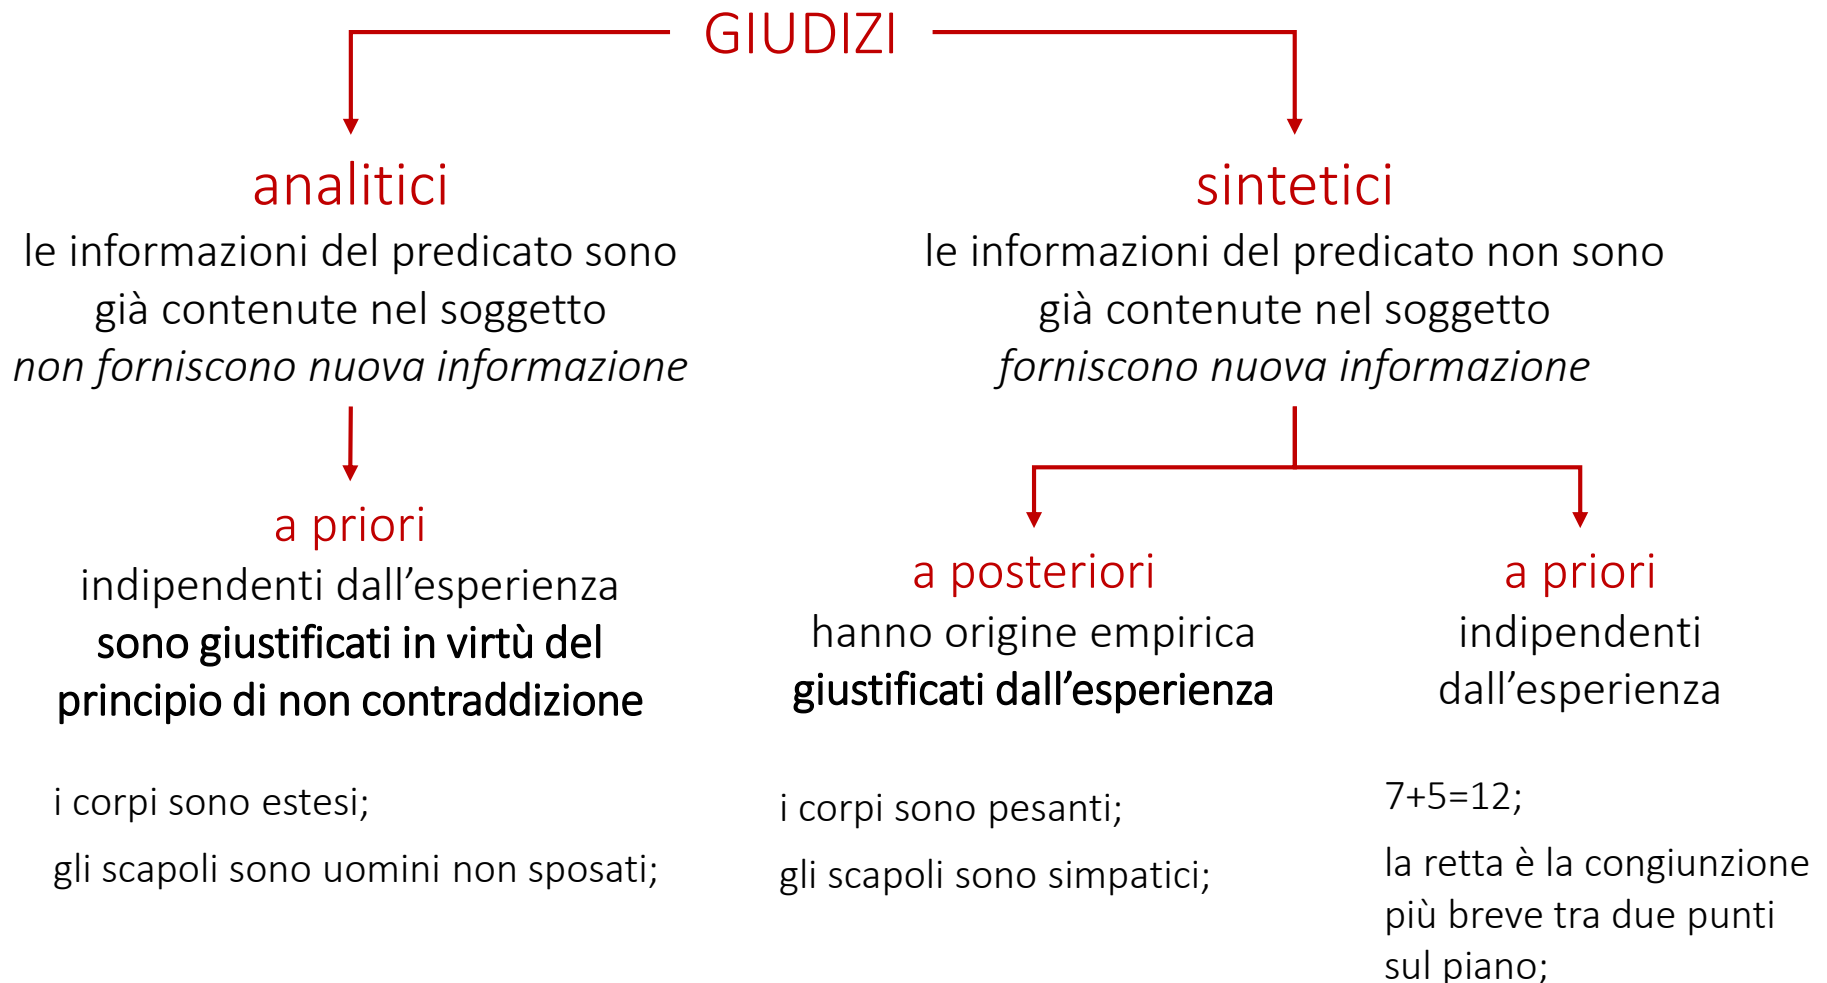 GIUDIZI
analitici
le informazioni del predicato sono
già contenute nel soggetto
non forniscono nuova informazione
a priori
indipendenti dall’esperienza
sono giustificati in virtù del
principio di non contraddizione
i corpi sono estesi;
gli scapoli sono uomini non sposati;
sintetici
le informazioni del predicato non sono
già contenute nel soggetto
forniscono nuova informazione
a posteriori
hanno origine empirica
giustificati dall’esperienza
i corpi sono pesanti;
gli scapoli sono simpatici;
a priori
indipendenti
dall’esperienza
7+5=12;
la retta è la congiunzione
più breve tra due punti
sul piano;